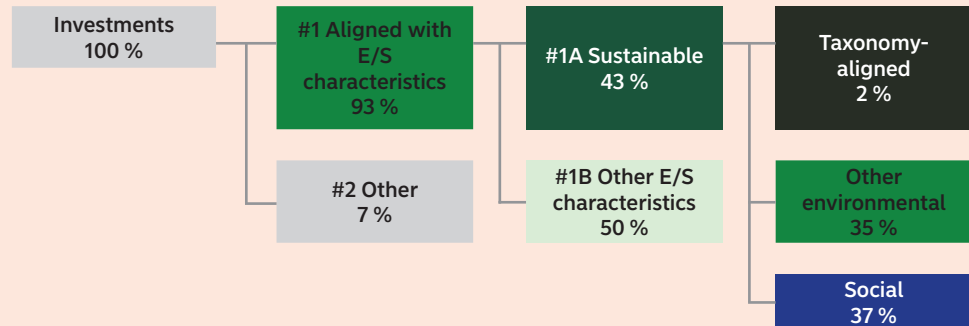 Investments
100 %
#1 Aligned with
E/S
characteristics
93 %
#1A Sustainable
43 %
Taxonomy-
aligned
2 %
#2 Other
7 %
#1B Other E/S
characteristics
50 %
Other
environmental
35 %
Social
37 %